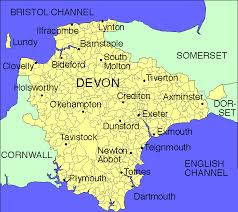 BRISTOL CHANNEL
Lynton
Ilfracombe
Lundy
Barnstaple
SOMERSET
Clovelly
Bideford
South
Molton
DEVON
Tiverton
Holsworthy
Crediton
Axminster
Okehampton
DOR-
SET
Exeter
Dunsford
Exmouth
Tavistock
Teignmouth
CORNWALL
Newton
Abbot
ENGLISH
CHANNEL
Totnes
Plymouth
Dartmouth